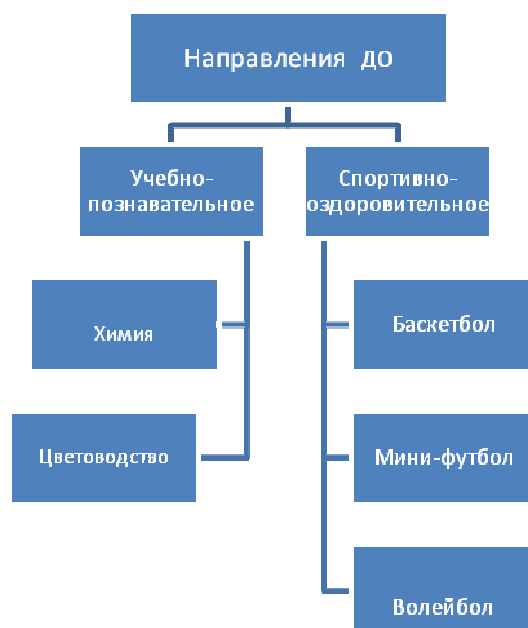 Направления ДО
Учебно-
познавательное
Спортивно-
оздоровительное
Химия
Цветоводство
Баскетбол
Мини-футбол
Волейбол